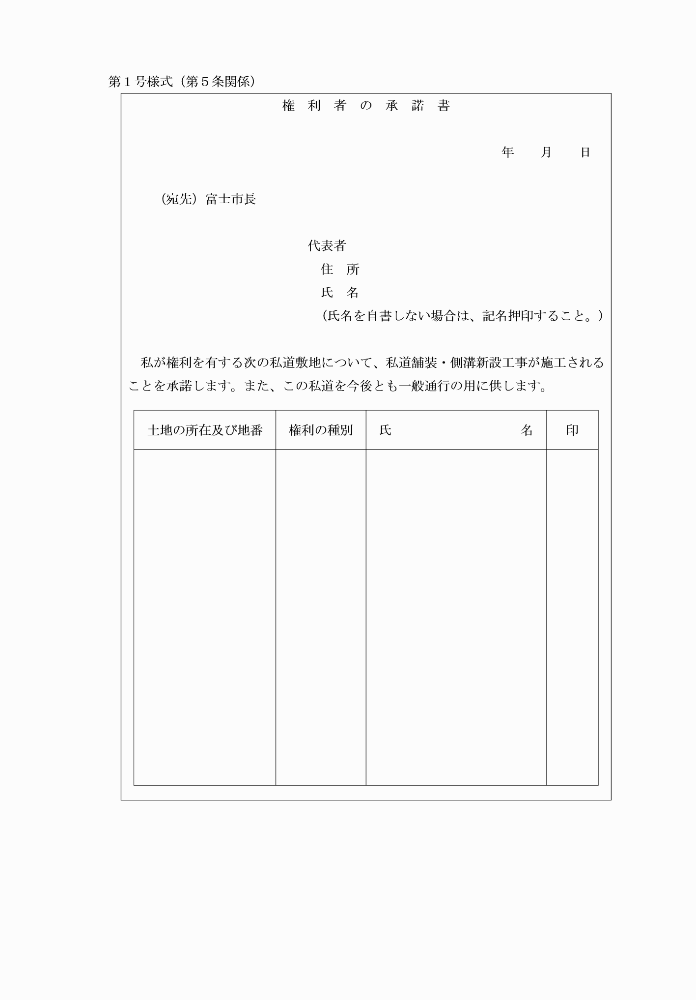 第１号様式（第５条関係）
権　利　者　の　承　諾　書
年　　月　　日
（宛先）富士市長
代表者
住　所
氏　名
（氏名を自書しない場合は、記名押印すること。）
私が権利を有する次の私道敷地について、私道舗装・側溝新設工事が施工される
ことを承諾します。また、この私道を今後とも一般通行の用に供します。
土地の所在及び地番　権利の種別　氏　名　印